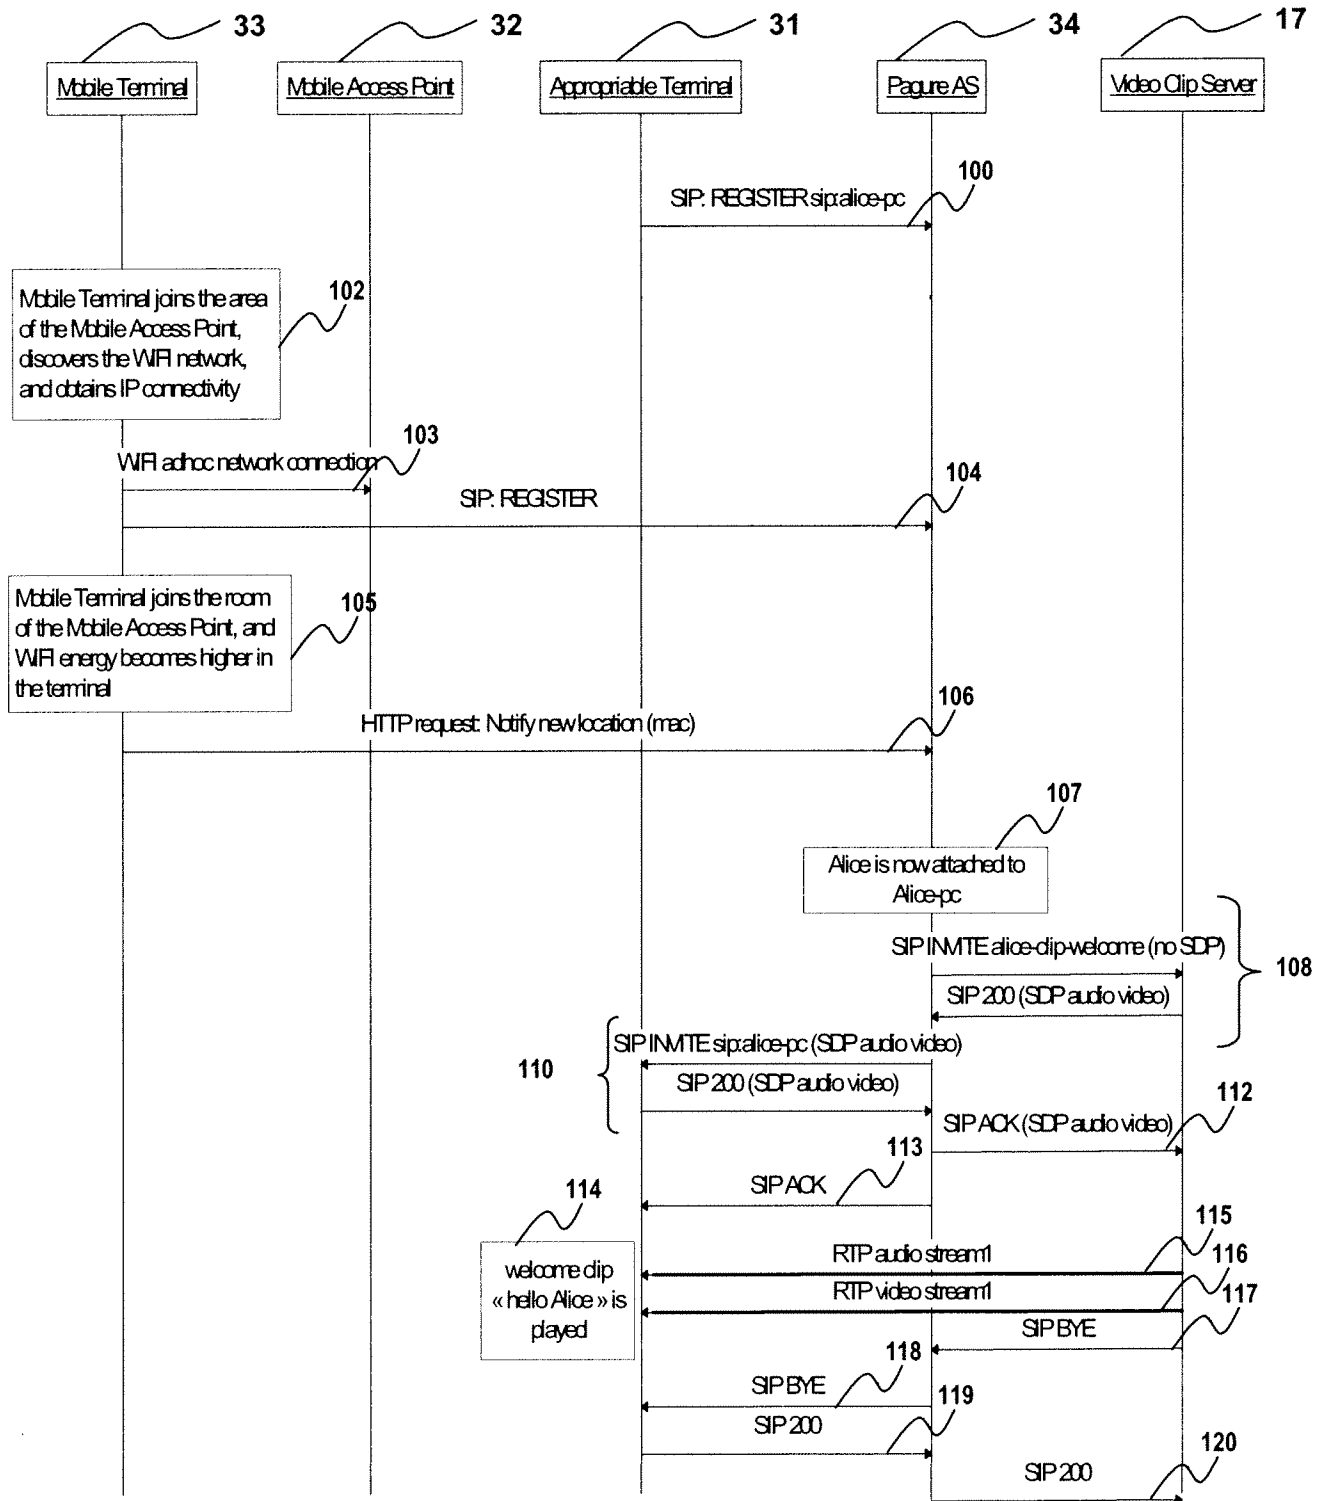 33
32
31
34
17
Mobile Terminal
Mobile Access Point
Appropriable Terminal
Pagure AS
Video Clip Server
100
SIP: REGISTER sip:alice-pc
Mobile Terminal joins the area
of the Mobile Access Point,
discovers the WIFI network,
and obtains IP connectivity
102
103
WIFI adhoc network connection
104
SIP: REGISTER
Mobile Terminal joins the room
of the Mobile Access Point, and
WIFI energy becomes higher in
the terminal
105
106
HTTP request: Notify new location (mac)
107
Alice is now attached to
Alice-pc
SIP INVITE alice-clip-welcome (no SDP)
108
SIP 200 (SDP audio video)
SIP INVITE sip:alice-pc (SDP audio video)
110
SIP 200 (SDP audio video)
112
SIP ACK (SDP audio video)
113
SIP ACK
114
welcome clip
« hello Alice » is
played
115
RTP audio stream1
116
RTP video stream1
117
SIP BYE
118
SIP BYE
119
SIP 200
120
SIP 200